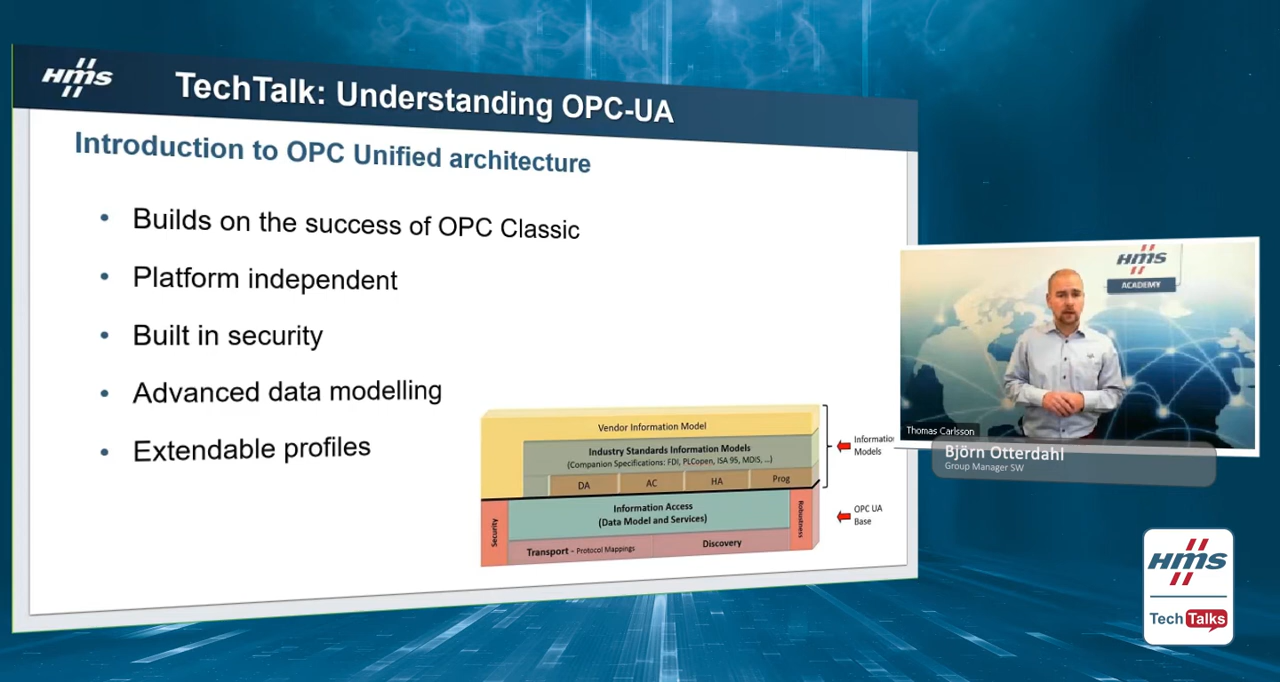 HMS
TechTalk: Understanding OPC-UA
Introduction to OPC Unified architecture
• Builds on the success of OPC Classic
• Platform independent
• Built in security
• Advanced data modelling
• Extendable profiles
Vendor Information Model
Industry Standards Information Models
(Companion Specifications: FDI, PLCopen, ISA 95, MDIS, ...)
DA
AC
HA
Prog
Information Access
(Data Model and Services)
Security
Robustness
Transport – Protocol Mappings
Discovery
Informatio
Models
OPC UA
Base
HMS
ACADEMY
Thomas Carlsson
Björn Otterdahl
Group Manager SW
HMS
Tech Talks